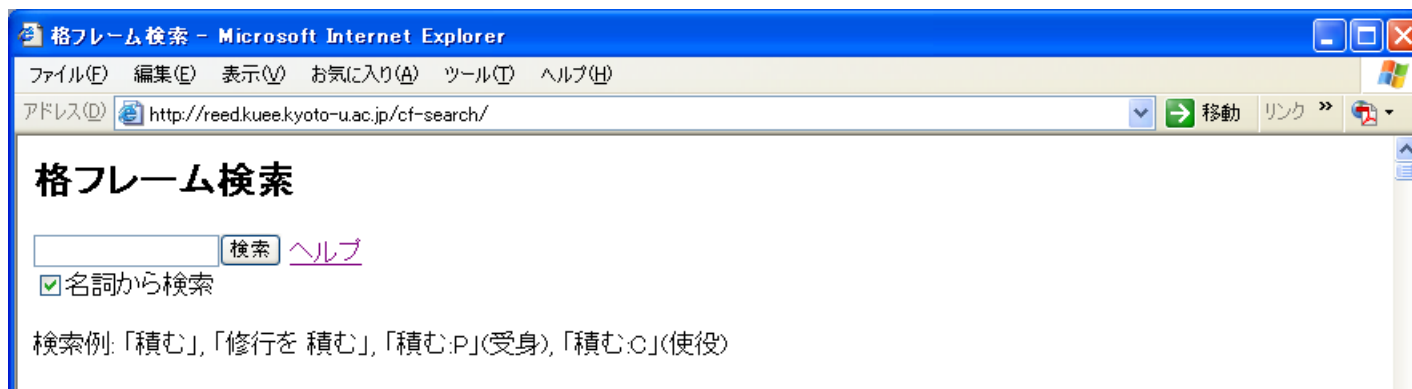 格フレーム検索 - Microsoft Internet Explorer
ファイル(F) 編集(E) 表示(V) お気に入り(A) ツール(T) ヘルプ(H)
アドレス(D) http://reed.kuee.kyoto-u.ac.jp/cf-search/ 移動 リンク »
格フレーム検索
検索 ヘルプ
名詞から検索
検索例: 「積む」, 「修行を 積む」, 「積む:P」(受身), 「積む:C」(使役)